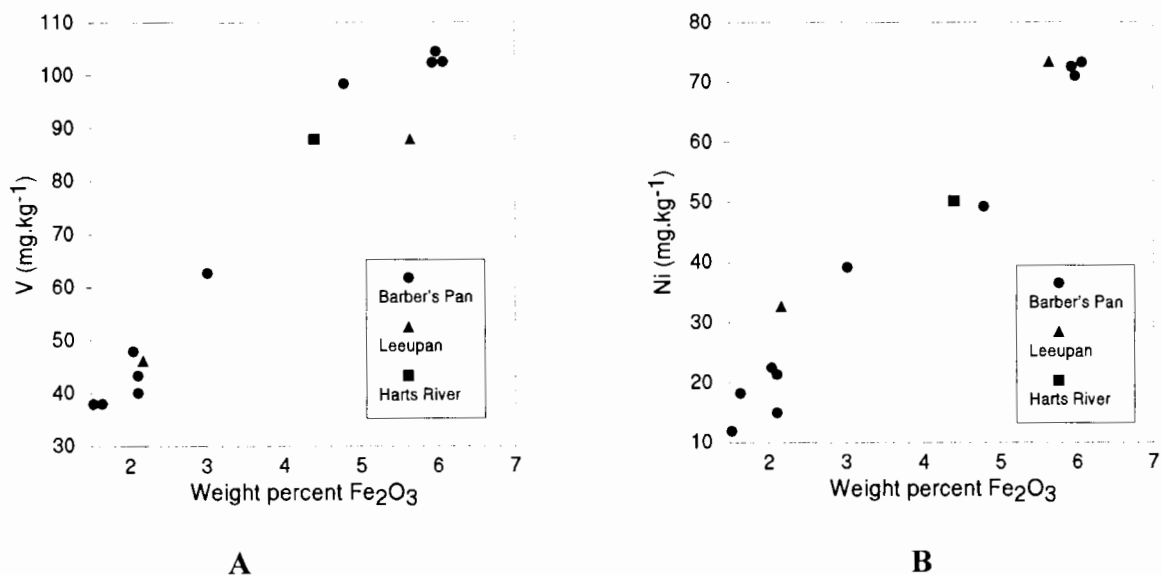 110
100
90
80
70
60
50
40
30
V (mg.kg⁻¹)
Barber's Pan
Leeupan
Harts River
2 3 4 5 6 7
Weight percent Fe₂O₃
A
80
70
60
50
40
30
20
10
Ni (mg.kg⁻¹)
Barber's Pan
Leeupan
Harts River
2 3 4 5 6 7
Weight percent Fe₂O₃
B